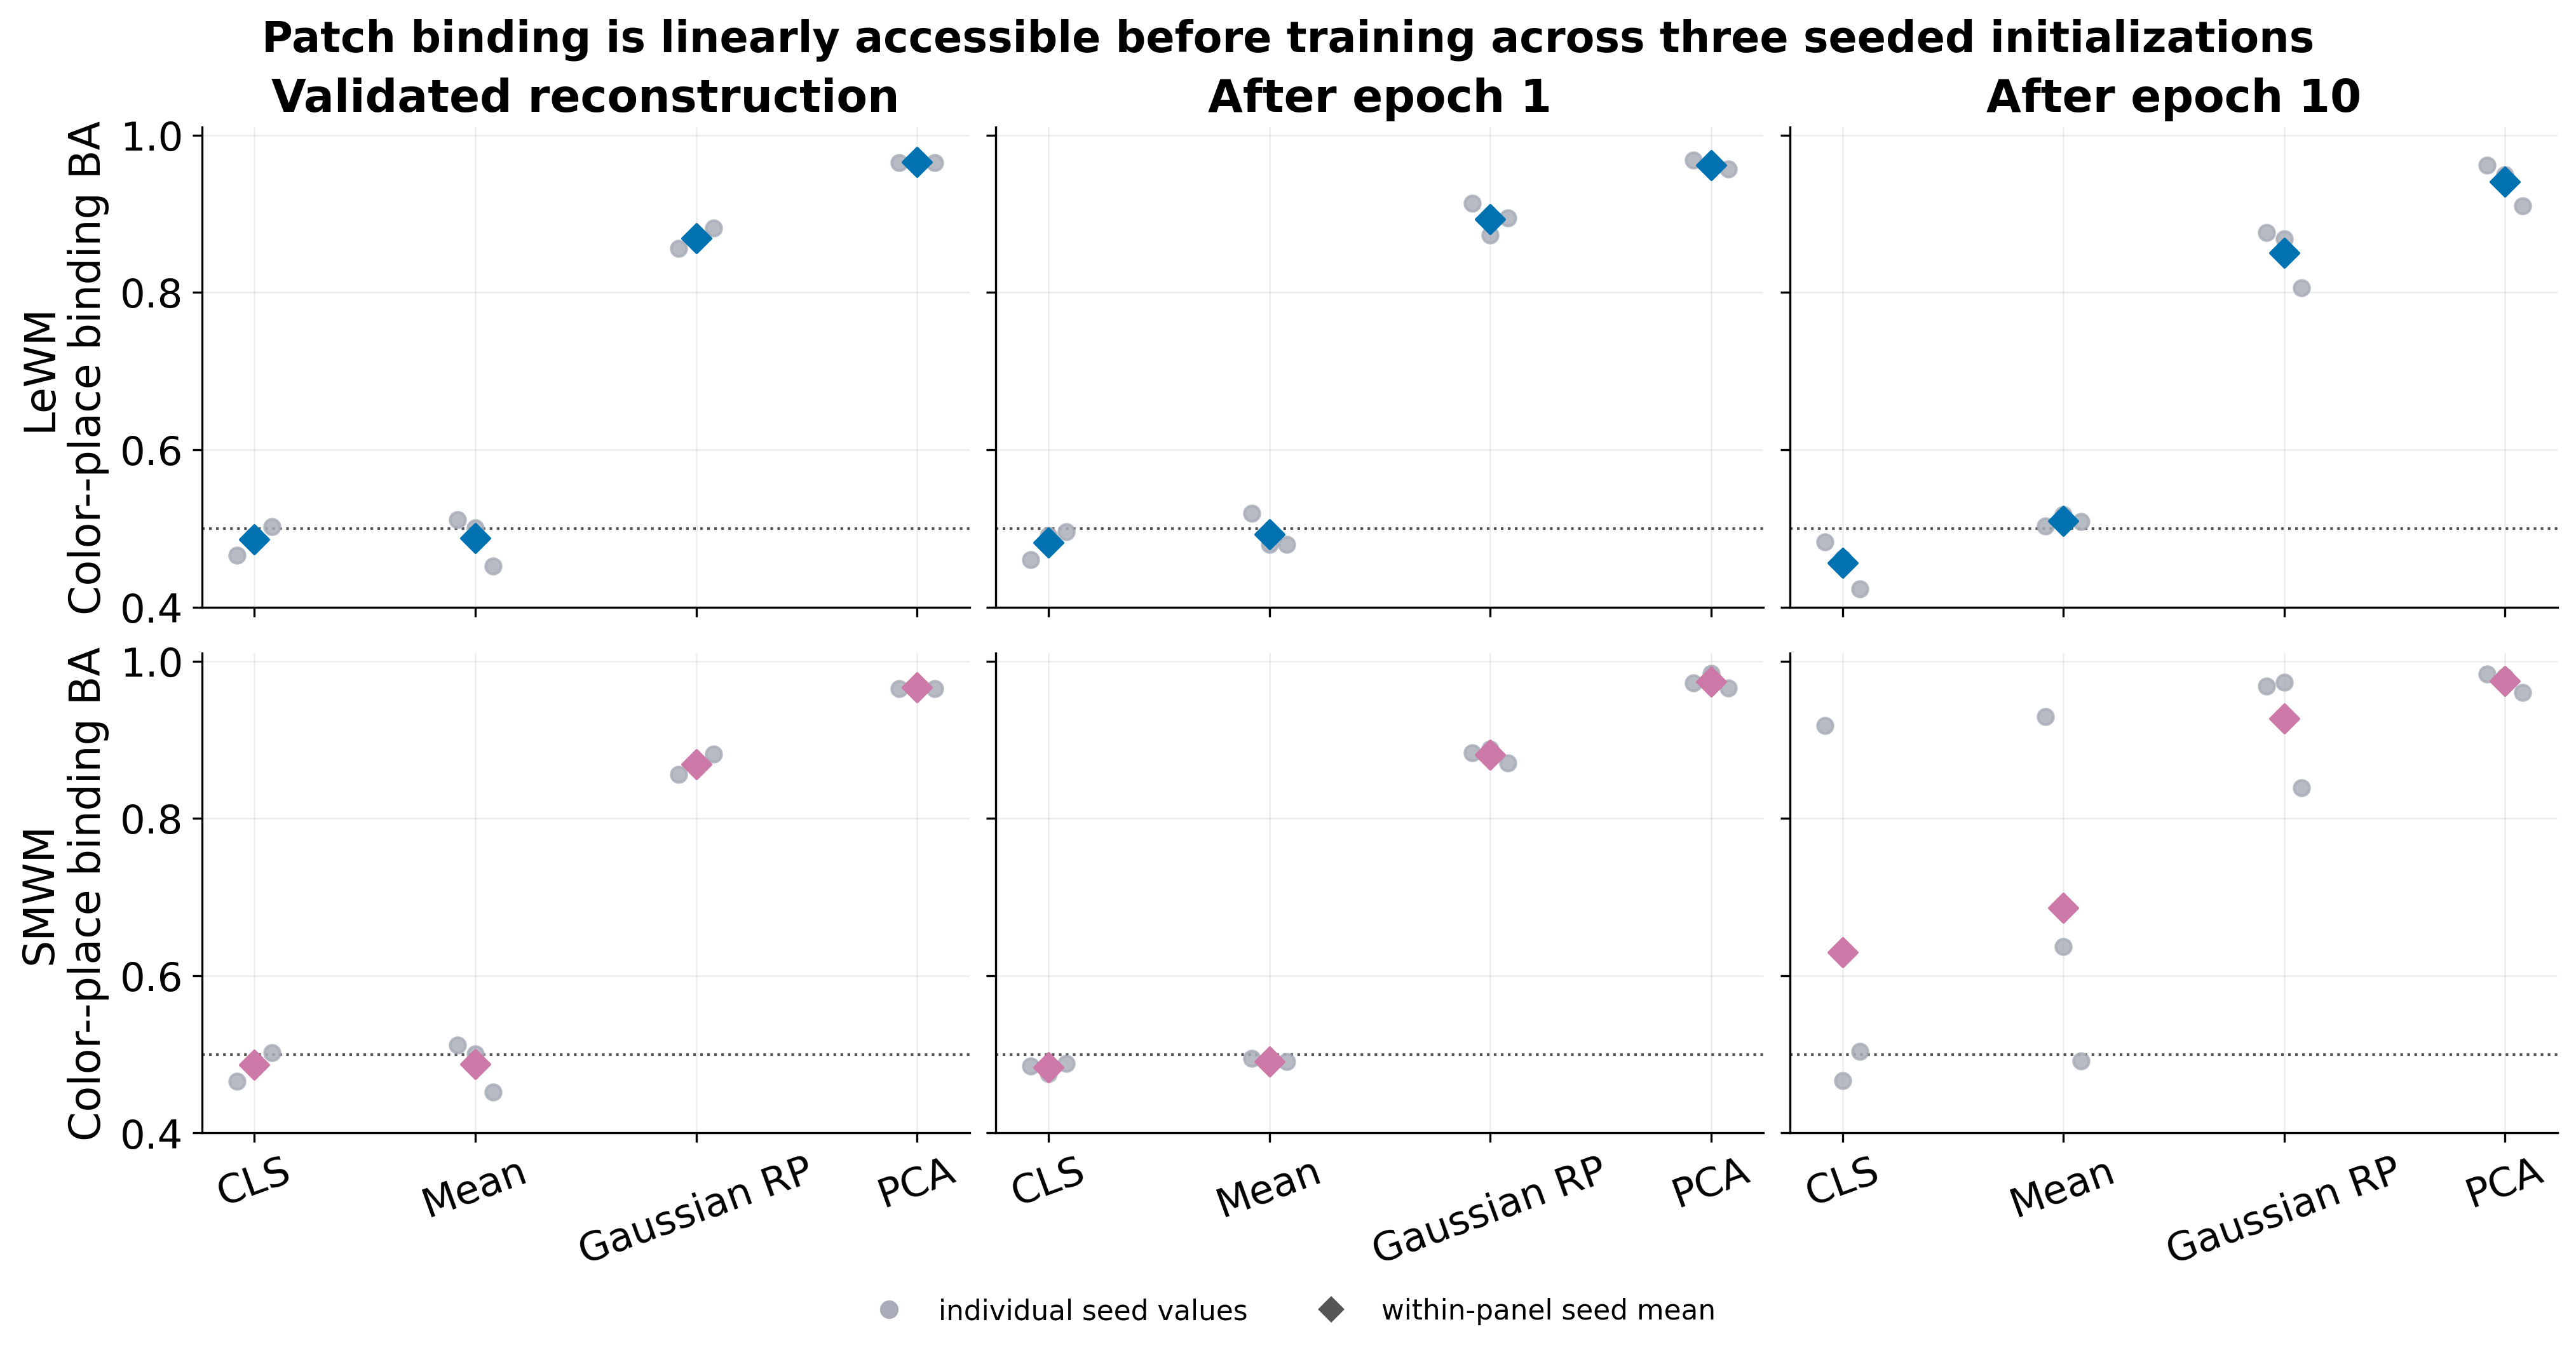 Patch binding is linearly accessible before training across three seeded initializations
Validated reconstruction
After epoch 1
After epoch 10
LeWM
Color--place binding BA
1.0
0.8
0.6
0.4
SMWM
Color--place binding BA
1.0
0.8
0.6
0.4
CLS
Mean
Gaussian RP
PCA
CLS
Mean
Gaussian RP
PCA
CLS
Mean
Gaussian RP
PCA
individual seed values
within-panel seed mean